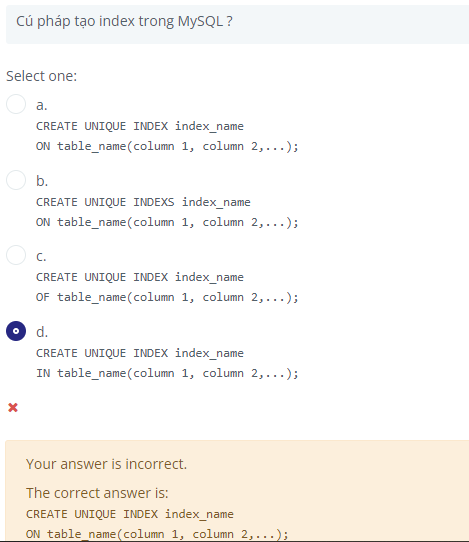 Cú pháp tạo index trong MySQL ?
Select one:
a.
CREATE UNIQUE INDEX index_name
ON table_name(column 1, column 2,...);
b.
CREATE UNIQUE INDEXS index_name
ON table_name(column 1, column 2,...);
c.
CREATE UNIQUE INDEX index_name
OF table_name(column 1, column 2,...);
d.
CREATE UNIQUE INDEX index_name
IN table_name(column 1, column 2,...);
Your answer is incorrect.
The correct answer is:
CREATE UNIQUE INDEX index_name
ON table_name(column 1, column 2,...);